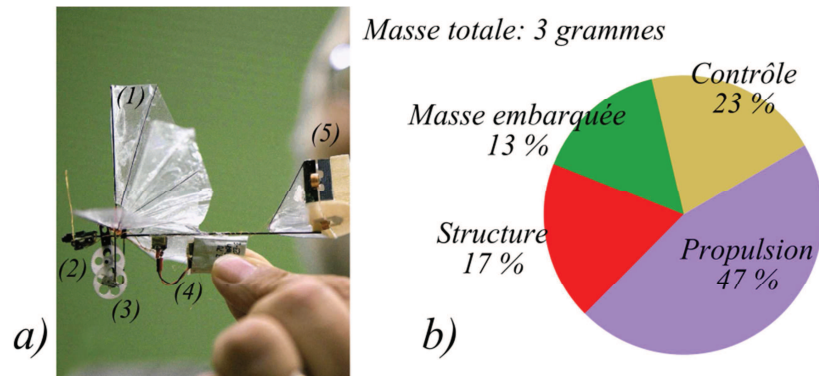 Masse totale: 3 grammes
(1)
(5)
(2)
(3)
(4)
a)
Contrôle
23 %
Masse embarquée
13 %
Structure
17 %
Propulsion
47 %
b)